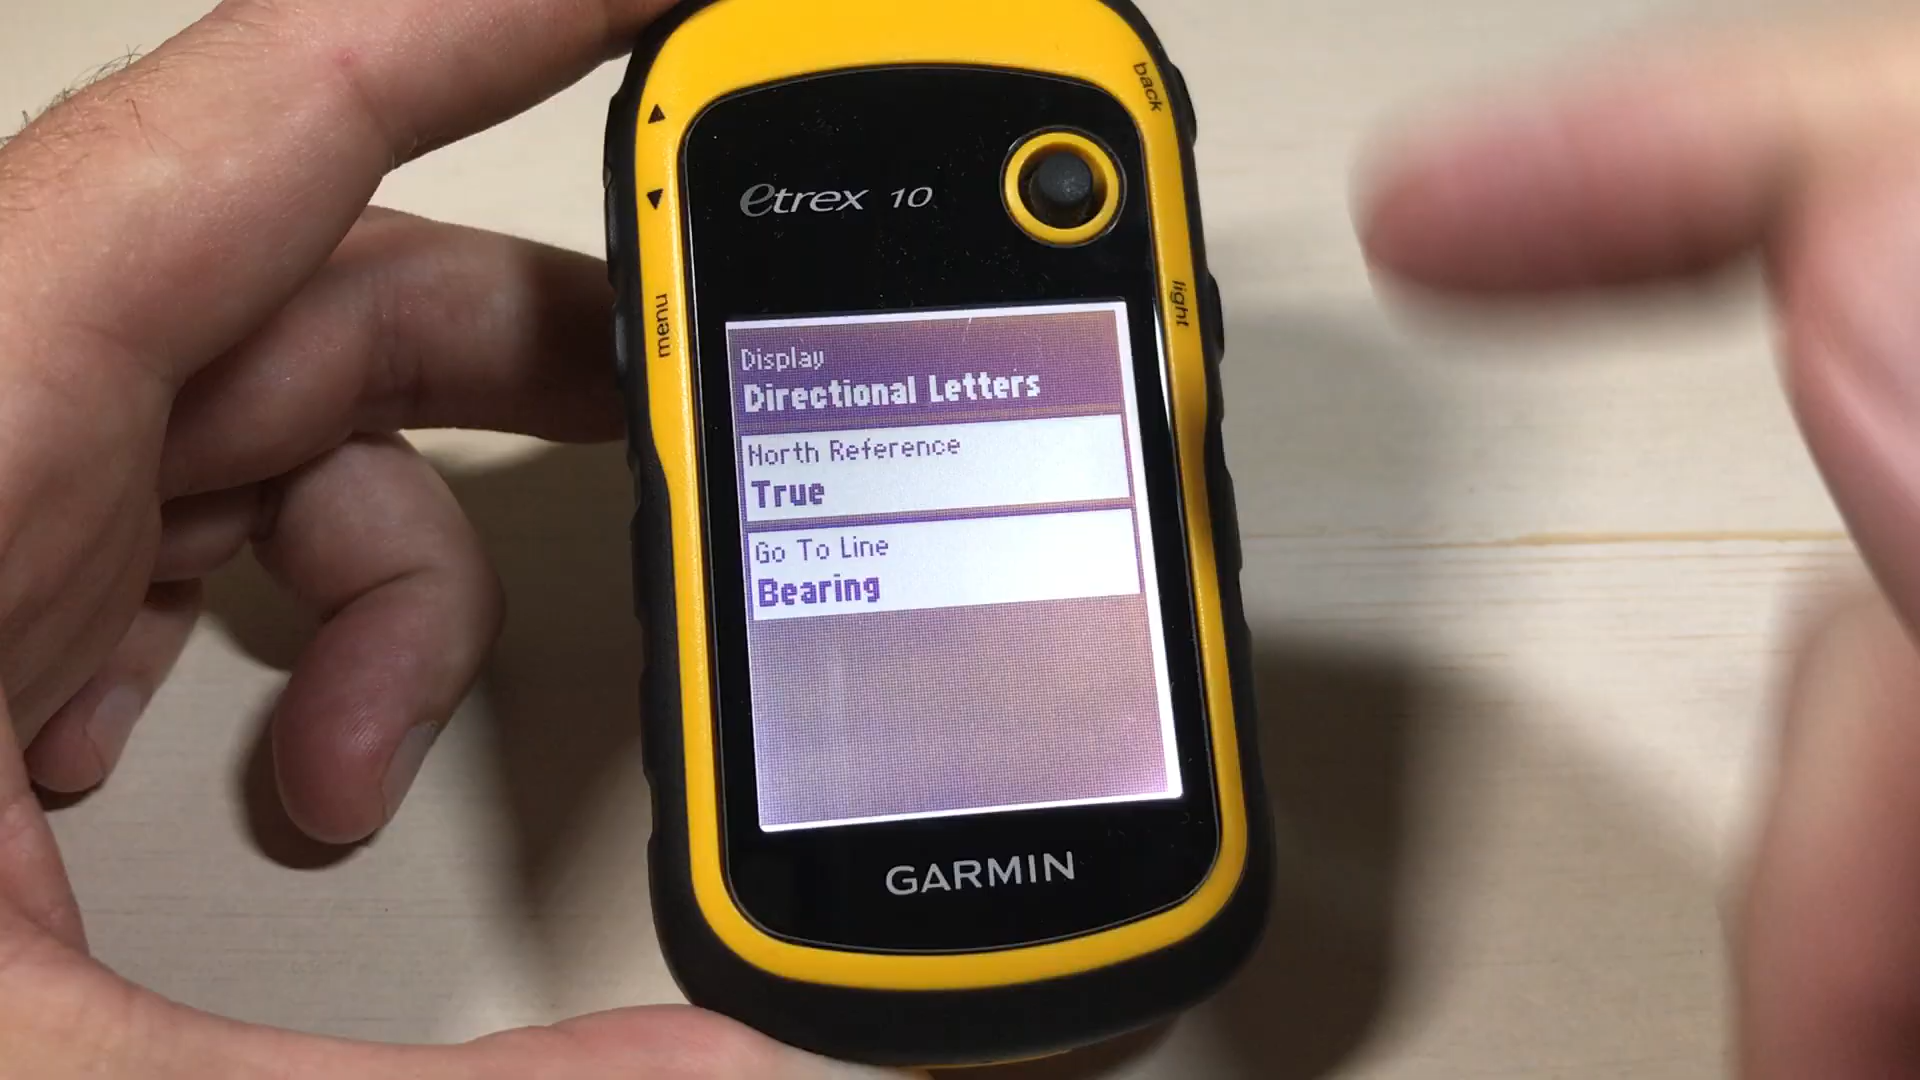 back
etrex 10
menu
light
Display
Directional Letters
North Reference
True
Go To Line
Bearing
GARMIN